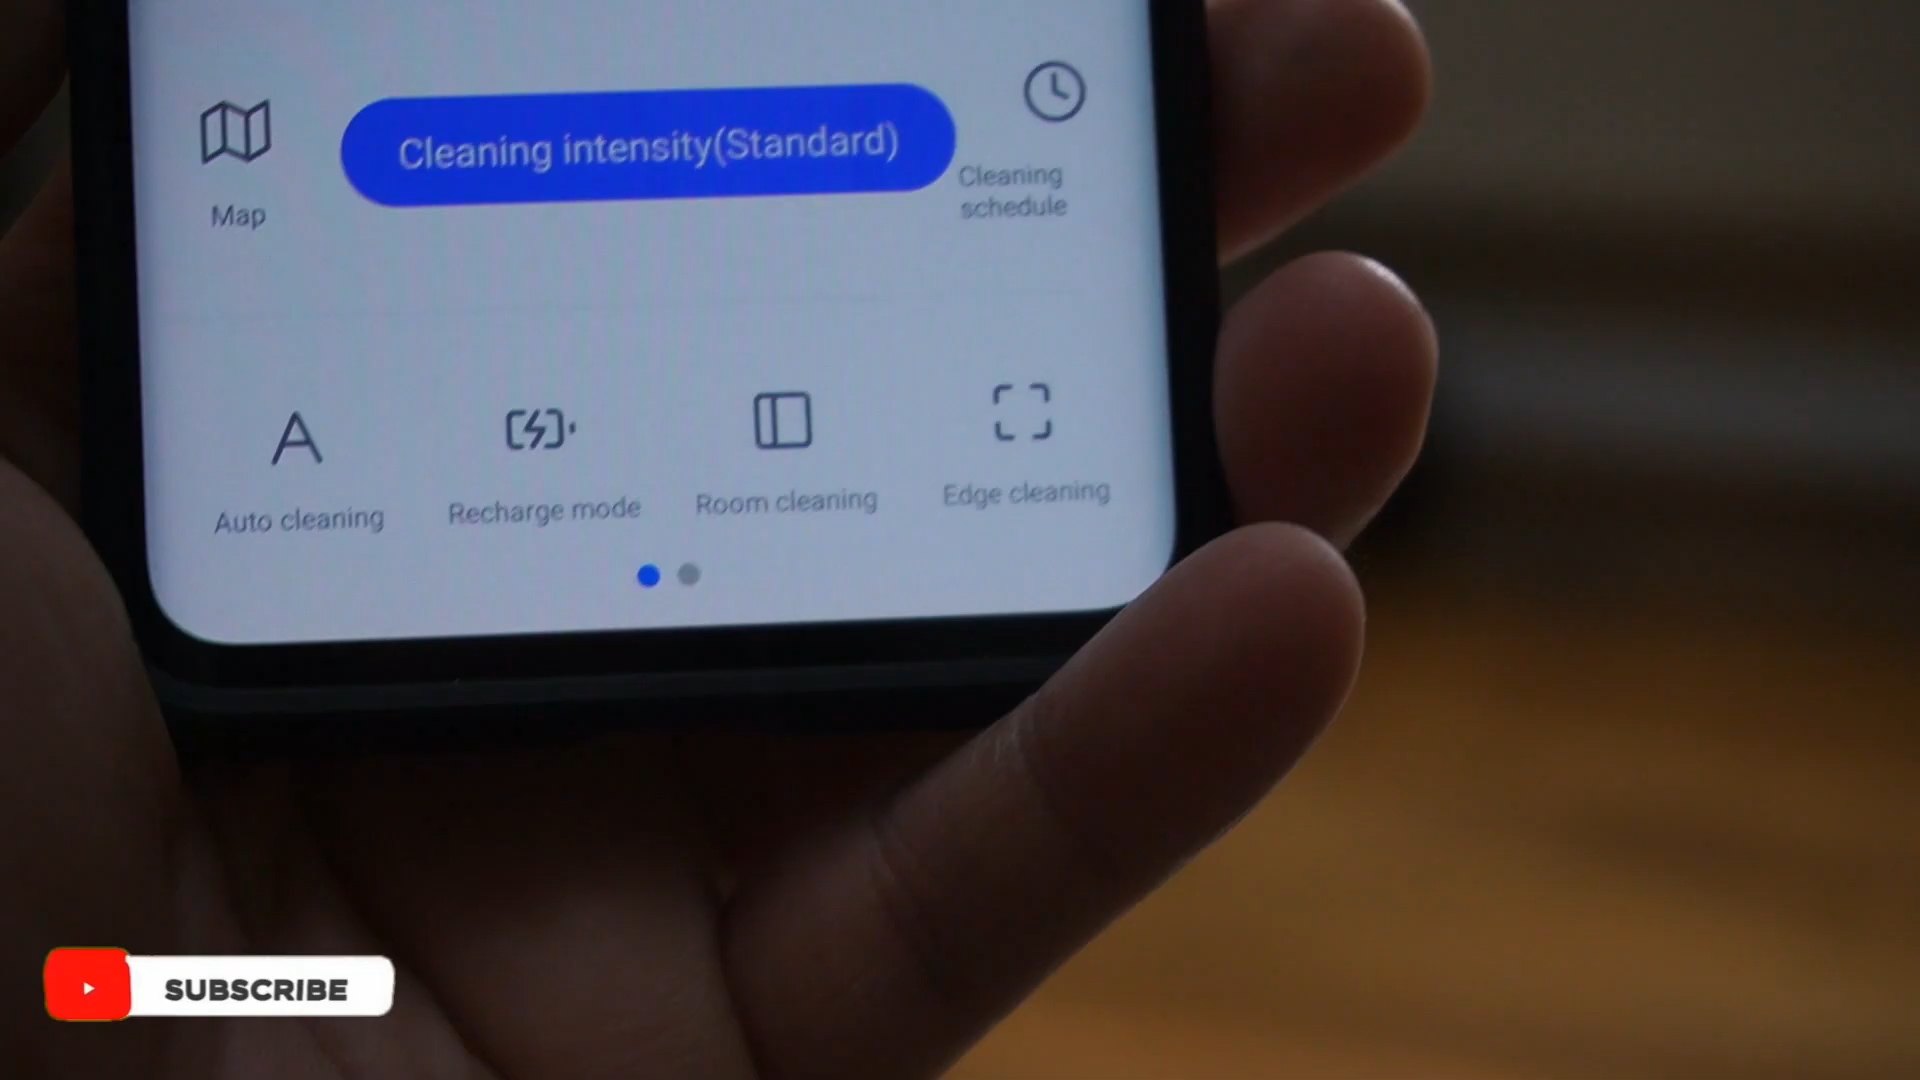 Map
Cleaning intensity(Standard)
Cleaning
schedule
Auto cleaning
Recharge mode
Room cleaning
Edge cleaning
SUBSCRIBE